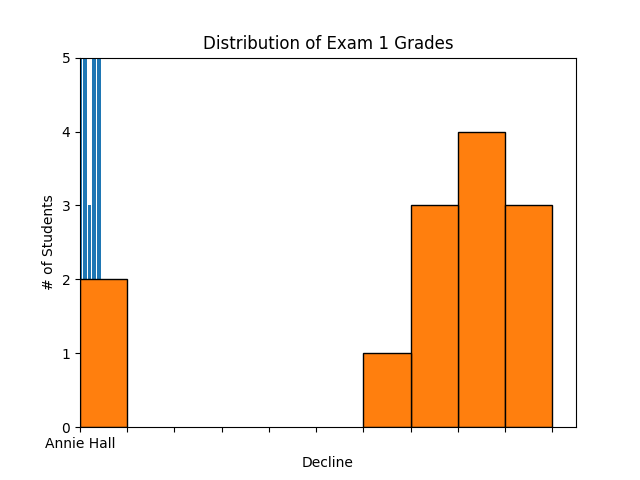 Distribution of Exam 1 Grades
# of Students
5
4
3
2
1
0
Annie Hall
Decline